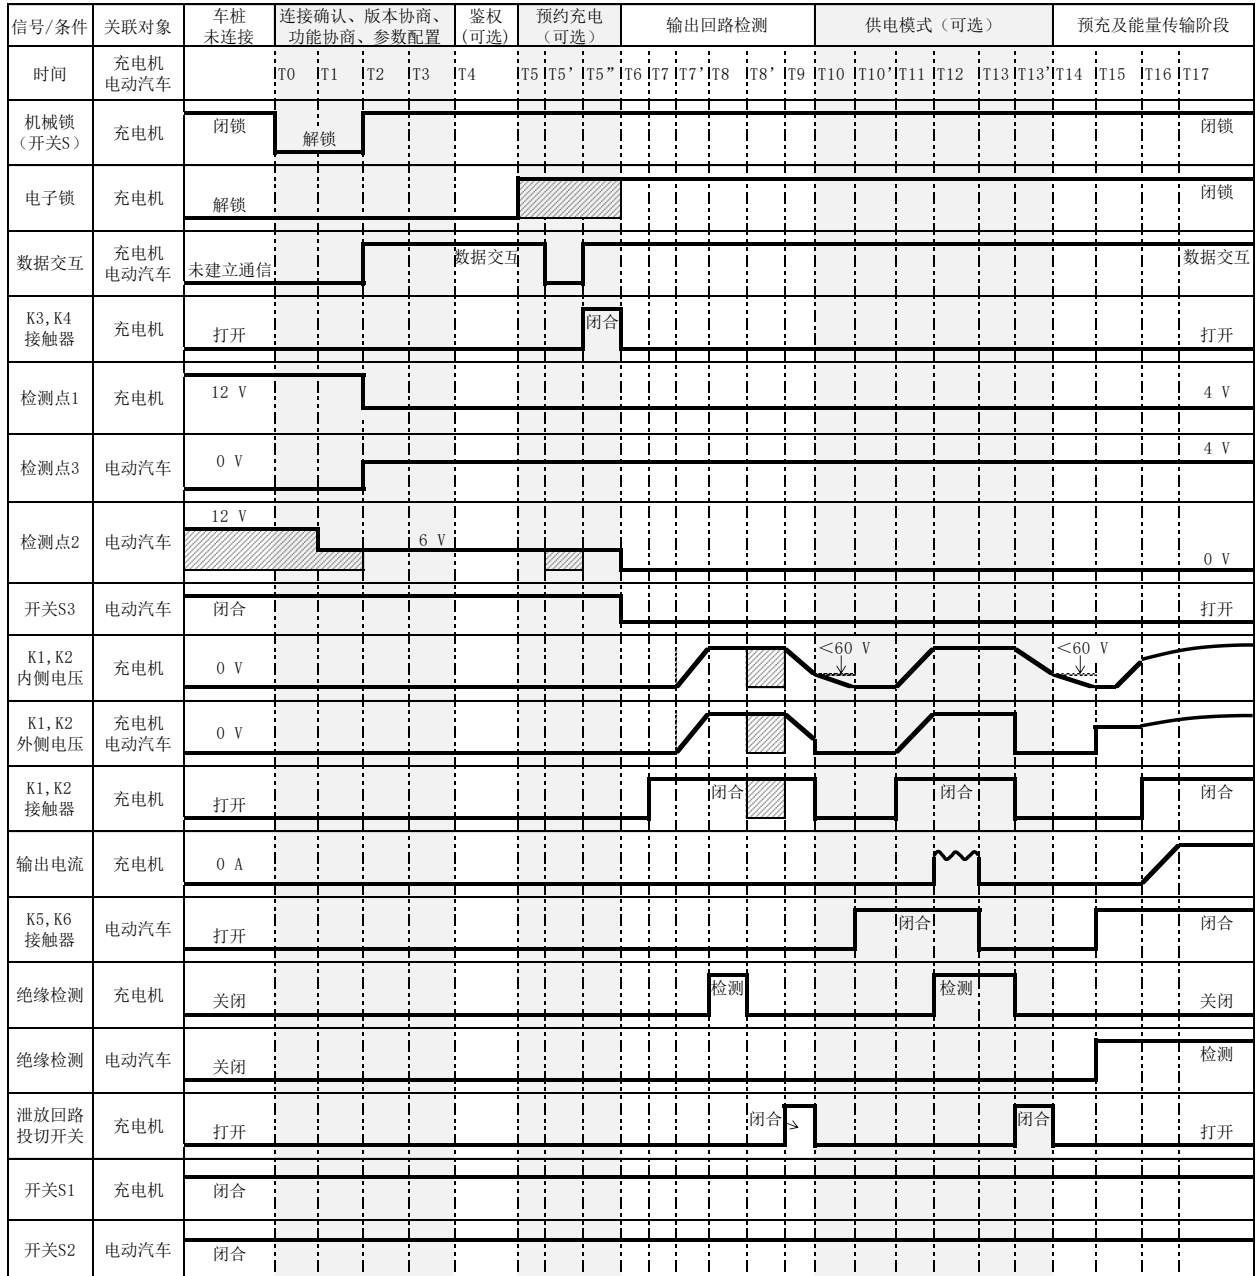 信号/条件 关联对象 车桩 未连接 连接确认、版本协商、 功能协商、参数配置 鉴权 (可选) 预约充电 (可选) 输出回路检测 供电模式（可选） 预充及能量传输阶段
时间 充电机 电动汽车 T0 T1 T2 T3 T4 T5 T5’ T5” T6 T7 T7’ T8 T8’ T9 T10 T10’ T11 T12 T13 T13’ T14 T15 T16 T17
机械锁 （开关S） 充电机 闭锁 解锁 闭锁
电子锁 充电机 解锁 闭锁
数据交互 充电机 电动汽车 未建立通信 数据交互 数据交互
K3,K4 接触器 充电机 打开 闭合 打开
检测点1 充电机 12 V 4 V
检测点3 电动汽车 0 V 4 V
检测点2 电动汽车 12 V 6 V 0 V
开关S3 电动汽车 闭合 打开
K1,K2 内侧电压 充电机 0 V ＜60 V ＜60 V
K1,K2 外侧电压 充电机 电动汽车 0 V
K1,K2 接触器 充电机 打开 闭合 闭合 闭合
输出电流 充电机 0 A
K5,K6 接触器 电动汽车 打开 闭合 闭合
绝缘检测 充电机 关闭 检测 检测 关闭
绝缘检测 电动汽车 关闭 检测
泄放回路 投切开关 充电机 打开 闭合 闭合 打开
开关S1 充电机 闭合
开关S2 电动汽车 闭合